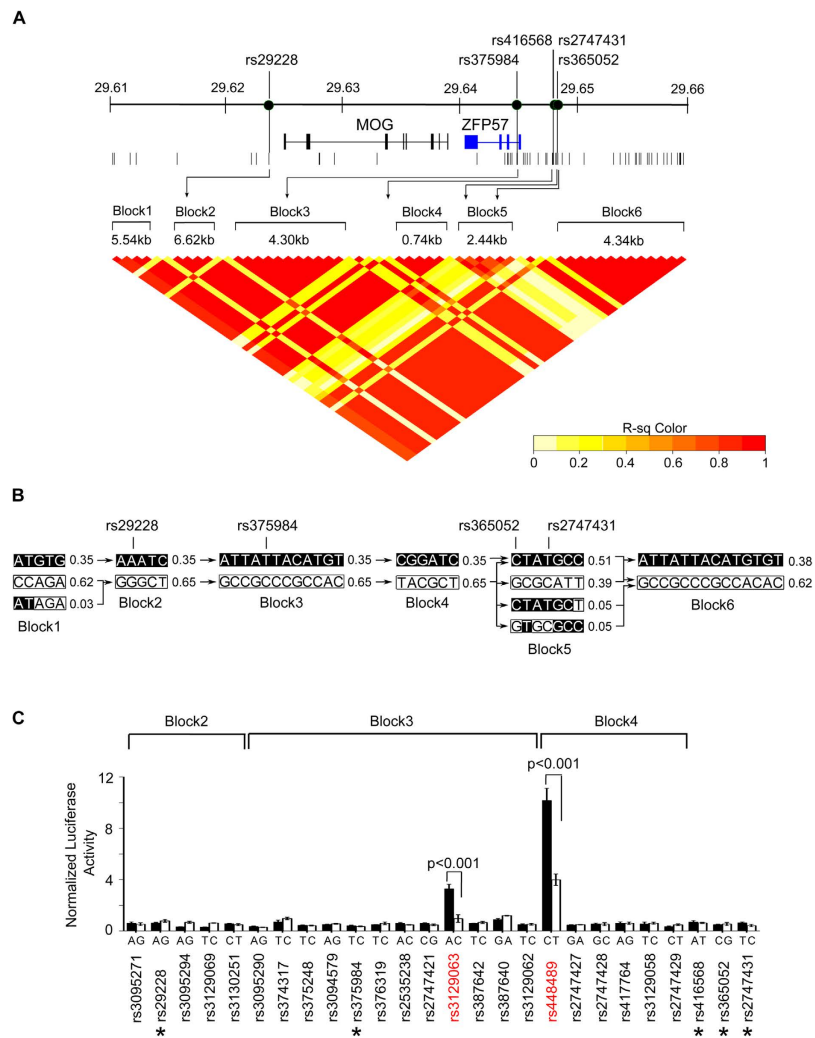 A
rs416568 rs2747431
rs29228 rs375984 rs365052
29.61 29.62 29.63 29.64 29.65 29.66
MOG ZFP57
Block1 Block2 Block3 Block4 Block5 Block6
5.54kb 6.62kb 4.30kb 0.74kb 2.44kb 4.34kb
R-sq Color
0 0.2 0.4 0.6 0.8 1
B
rs29228 rs375984 rs365052 rs2747431
ATGTG 0.35 AAATC 0.35 ATTATTACATGT 0.35 CGGATC 0.35 CTATGCC 0.51 ATTATTACATGTGT 0.38
CCAGA 0.62 GGGCT 0.65 GCCGCCCGCCAC 0.65 TACGCT 0.65 GCGCATT 0.39 GCCGCCCGCCACAC 0.62
ATAGA 0.03 Block2 Block3 Block4 CTATGCT 0.05 Block6
Block1 GTGCGCC 0.05
Block5
C
Block2 Block3 Block4
Normalized Luciferase
Activity
12
8
4
0
p<0.001
p<0.001
AG AG AG TC CT AG TC TC AG TC TC AC CG AC TC GA TC CT GA GC AG TC CT AT CG TC
rs3095271
rs29228
rs3095294
rs3129069
rs3130251
rs3095290
rs374317
rs375248
rs3094579
rs375984
rs376319
rs2535238
rs2747421
rs3129063
rs387642
rs387640
rs3129062
rs448489
rs2747427
rs2747428
rs417764
rs3129058
rs2747429
rs416568
rs365052
rs2747431
* * * * *